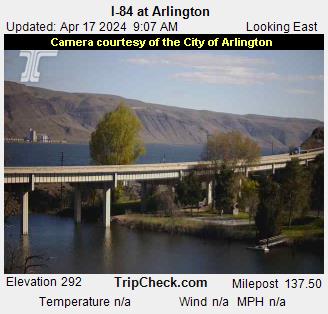 I-84 at Arlington
Updated: Apr 17 2024 9:07 AM Looking East
Camera courtesy of the City of Arlington
Elevation 292 TripCheck.com Milepost 137.50
Temperature n/a Wind n/a MPH n/a